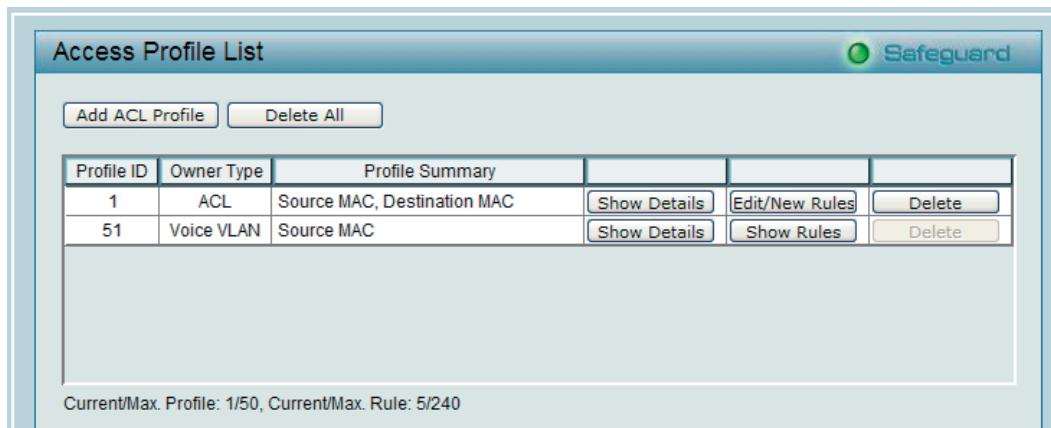 Access Profile List Safeguard
Add ACL Profile Delete All
Profile ID Owner Type Profile Summary
1 ACL Source MAC, Destination MAC Show Details Edit/New Rules Delete
51 Voice VLAN Source MAC Show Details Show Rules Delete
Current/Max. Profile: 1/50, Current/Max. Rule: 5/240